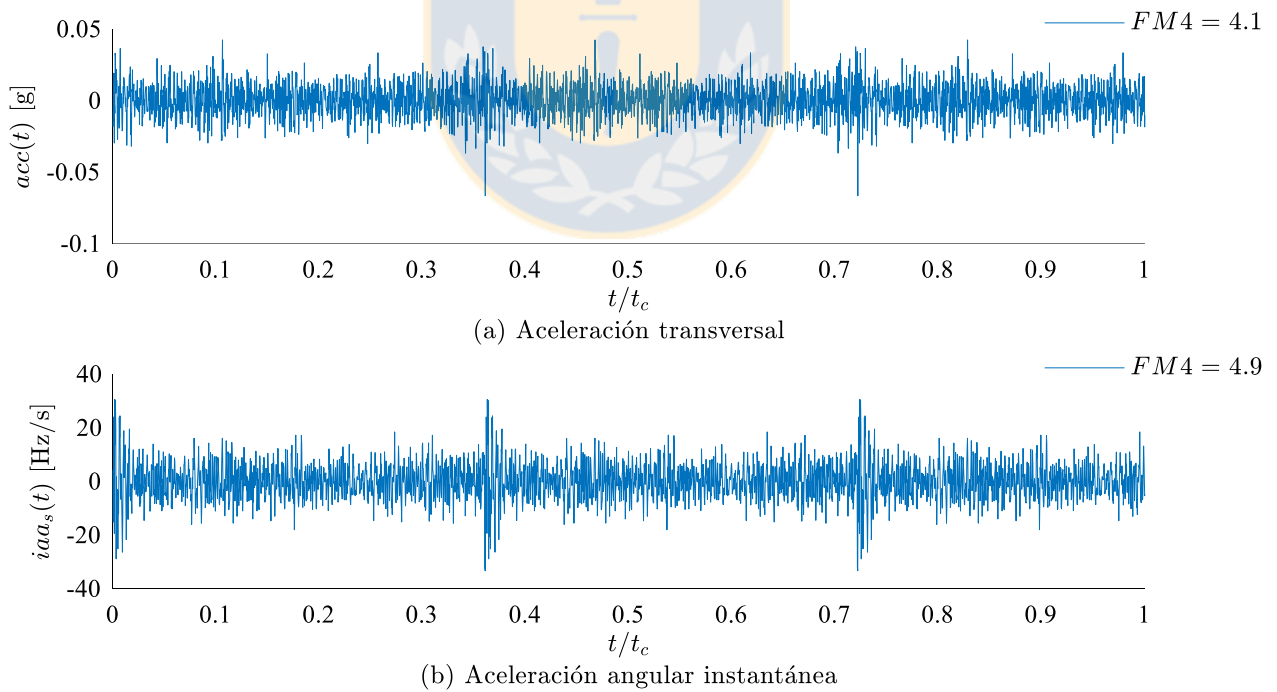 FM4 = 4.1
0.05
0
-0.05
-0.1
acc(t) [g]
0 0.1 0.2 0.3 0.4 0.5 0.6 0.7 0.8 0.9 1
t/t_c
(a) Aceleración transversal
FM4 = 4.9
40
20
0
-20
-40
iaa_s(t) [Hz/s]
0 0.1 0.2 0.3 0.4 0.5 0.6 0.7 0.8 0.9 1
t/t_c
(b) Aceleración angular instantánea